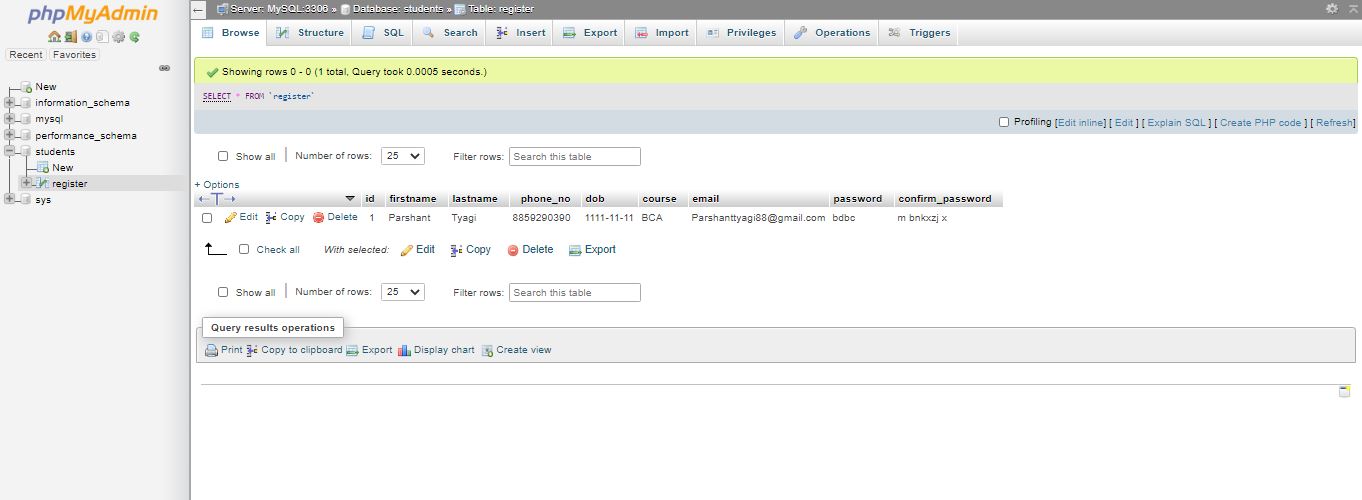 phpMyAdmin
Recent Favorites
New
information_schema
mysql
performance_schema
students
New
register
sys
Server: MySQL:3306 » Database: students » Table: register
Browse Structure SQL Search Insert Export Import Privileges Operations Triggers
Showing rows 0 - 0 (1 total, Query took 0.0005 seconds.)
SELECT * FROM `register`
Profiling [Edit inline] [ Edit ] [ Explain SQL ] [ Create PHP code ] [ Refresh]
Show all Number of rows: 25 Filter rows: Search this table
+ Options
id firstname lastname phone_no dob course email password confirm_password
Edit Copy Delete 1 Parshant Tyagi 8859290390 1111-11-11 BCA Parshanttyagi88@gmail.com bdbc m bnkxzj x
Check all With selected: Edit Copy Delete Export
Show all Number of rows: 25 Filter rows: Search this table
Query results operations
Print Copy to clipboard Export Display chart Create view